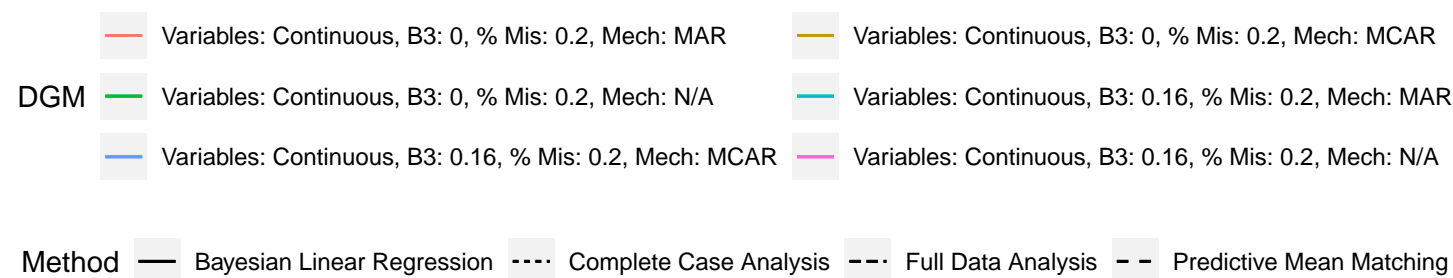 Variables: Continuous, B3: 0, % Mis: 0.2, Mech: MAR Variables: Continuous, B3: 0, % Mis: 0.2, Mech: MCAR
DGM Variables: Continuous, B3: 0, % Mis: 0.2, Mech: N/A Variables: Continuous, B3: 0.16, % Mis: 0.2, Mech: MAR
Variables: Continuous, B3: 0.16, % Mis: 0.2, Mech: MCAR Variables: Continuous, B3: 0.16, % Mis: 0.2, Mech: N/A
Method Bayesian Linear Regression Complete Case Analysis Full Data Analysis Predictive Mean Matching